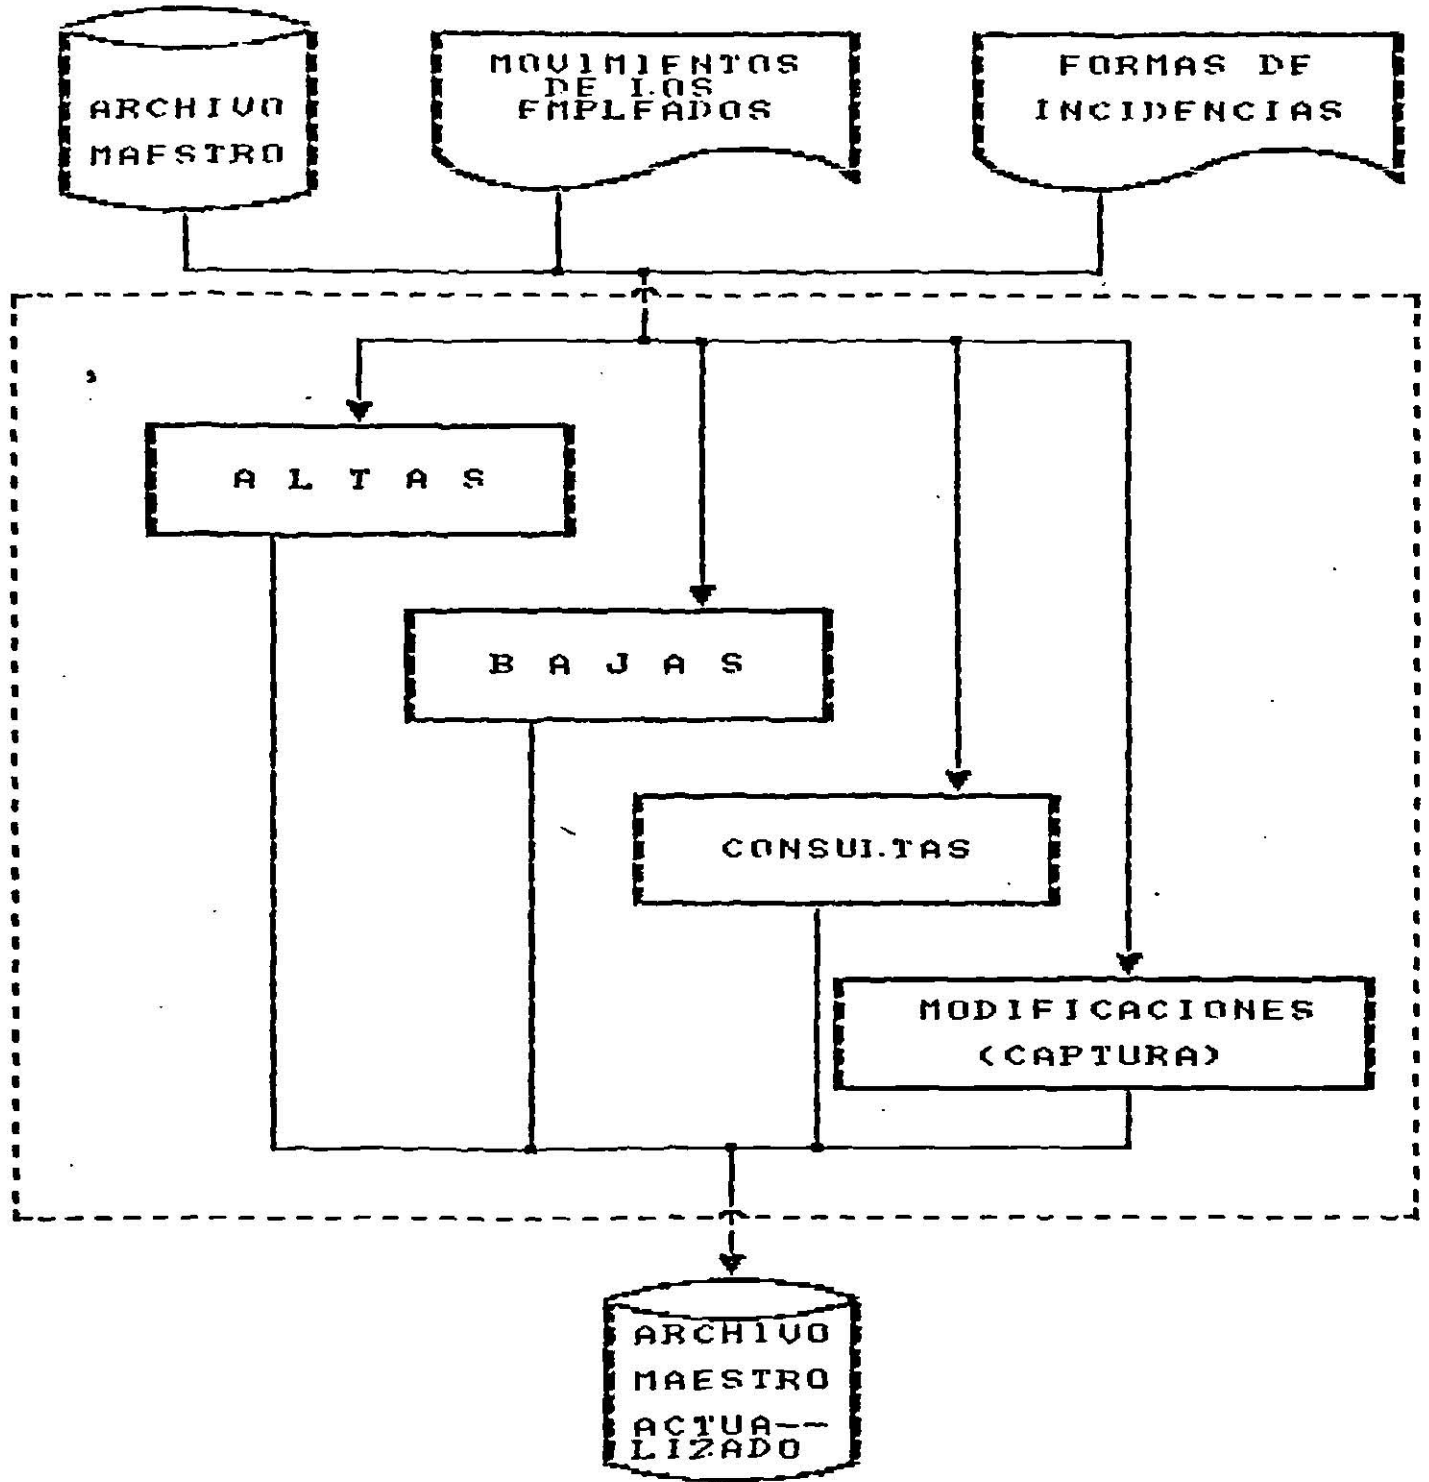 ARCHIVO
MAESTRO
MOVIMIENTOS
DE LOS
EMPLEADOS
FORMAS DE
INCIDENCIAS
A L T A S
B A J A S
CONSULTAS
MODIFICACIONES
(CAPTURA)
ARCHIVO
MAESTRO
ACTUA--
LIZADO